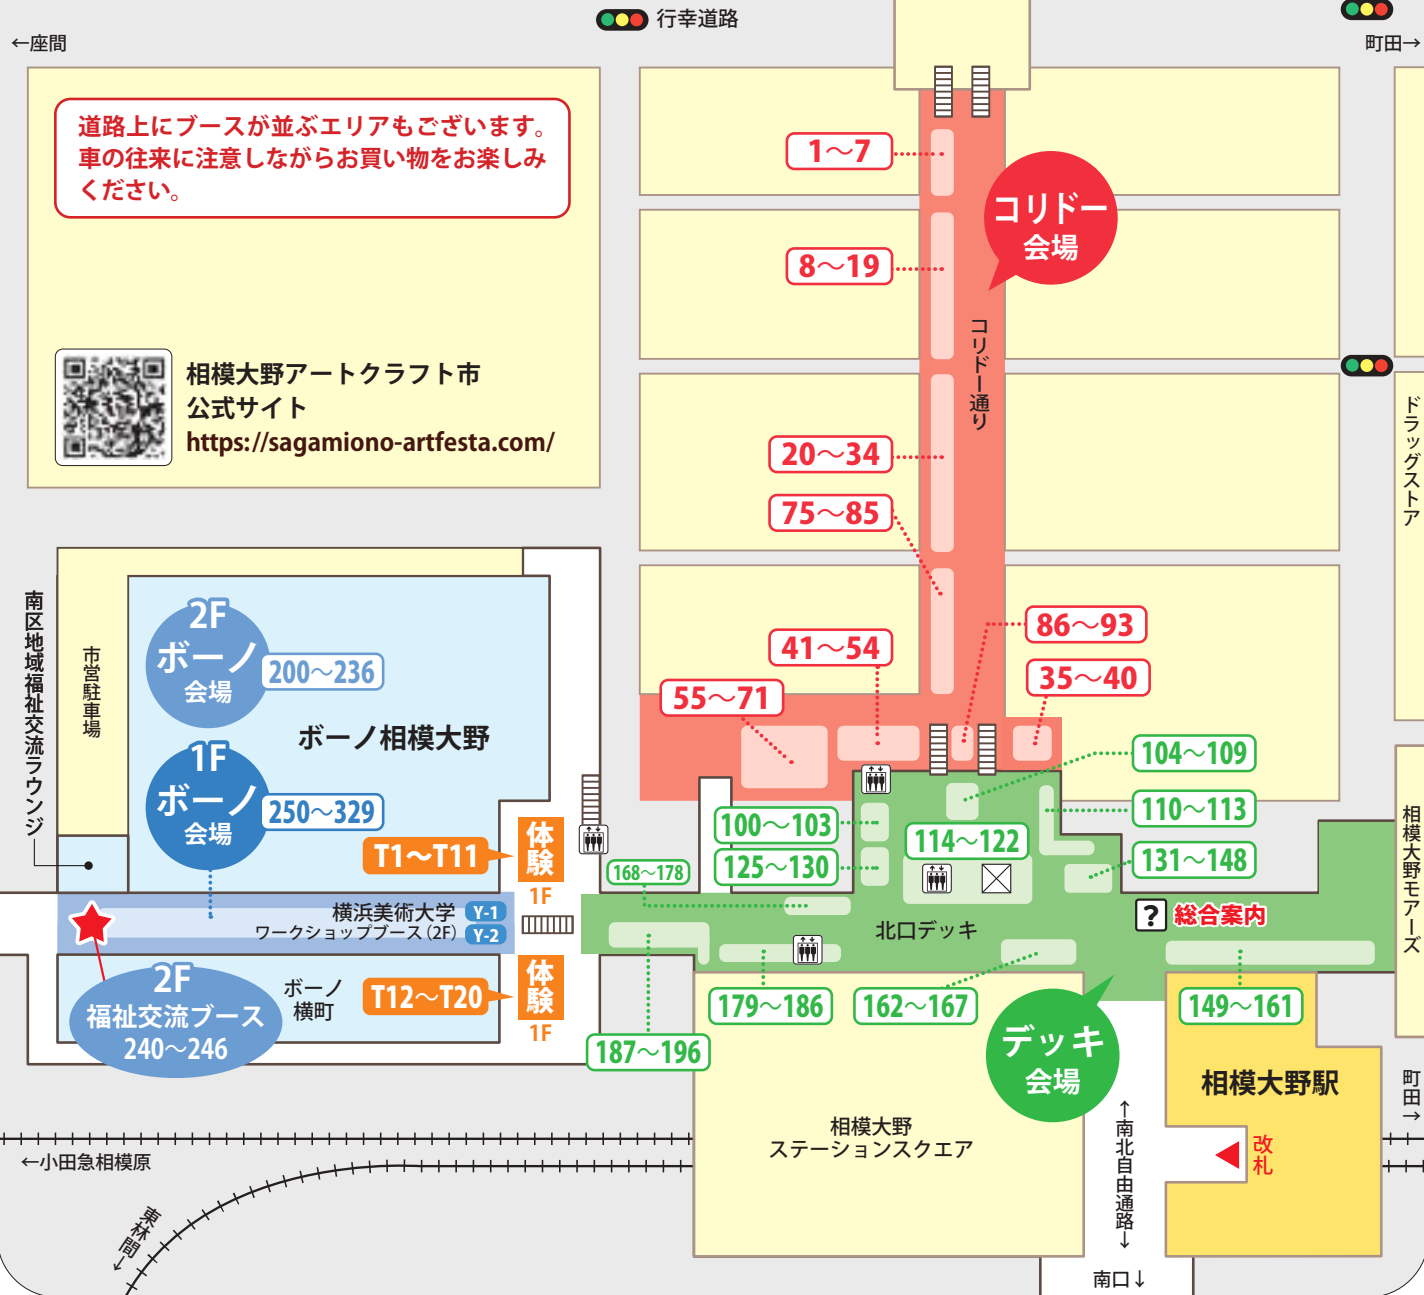 行幸道路
←座間
町田→
道路上にブースが並ぶエリアもございます。
車の往来に注意しながらお買い物をお楽しみ
ください。
1〜7
コリドー
会場
8〜19
コリドー通り
相模大野アートクラフト市
公式サイト
https://sagamiono-artfesta.com/
ドラッグストア
20〜34
75〜85
86〜93
41〜54
35〜40
55〜71
南区地域福祉交流ラウンジ
市営駐車場
2F
ボーノ
会場
200〜236
ボーノ相模大野
1F
ボーノ
会場
250〜329
T1〜T11
体験
1F
104〜109
110〜113
100〜103
114〜122
125〜130
131〜148
168〜178
相模大野モアーズ
横浜美術大学
Y-1
ワークショップブース（2F）
Y-2
北口デッキ
?
総合案内
2F
福祉交流ブース
240〜246
ボーノ
横町
T12〜T20
体験
1F
179〜186
162〜167
149〜161
187〜196
デッキ
会場
相模大野駅
町田→
相模大野
ステーションスクエア
←南北自由通路→
改札
←小田急相模原
東林間←
南口↓